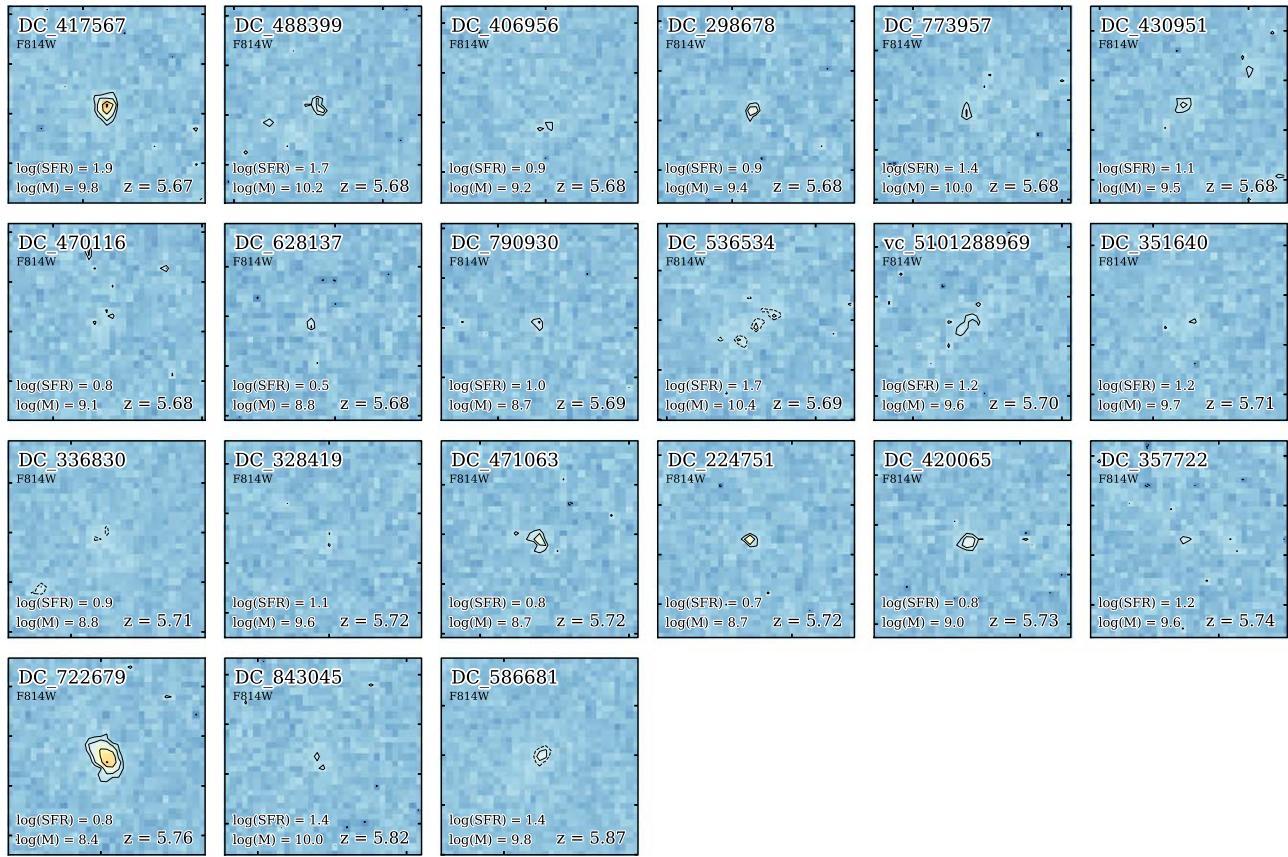 DC_417567
F814W
log(SFR) = 1.9
log(M) = 9.8
z = 5.67
DC_488399
F814W
log(SFR) = 1.7
log(M) = 10.2
z = 5.68
DC_406956
F814W
log(SFR) = 0.9
log(M) = 9.2
z = 5.68
DC_298678
F814W
log(SFR) = 0.9
log(M) = 9.4
z = 5.68
DC_773957
F814W
log(SFR) = 1.4
log(M) = 10.0
z = 5.68
DC_430951
F814W
log(SFR) = 1.1
log(M) = 9.5
z = 5.68
DC_470116
F814W
log(SFR) = 0.8
log(M) = 9.1
z = 5.68
DC_628137
F814W
log(SFR) = 0.5
log(M) = 8.8
z = 5.68
DC_790930
F814W
log(SFR) = 1.0
log(M) = 8.7
z = 5.69
DC_536534
F814W
log(SFR) = 1.7
log(M) = 10.4
z = 5.69
vc_5101288969
F814W
log(SFR) = 1.2
log(M) = 9.6
z = 5.70
DC_351640
F814W
log(SFR) = 1.2
log(M) = 9.7
z = 5.71
DC_336830
F814W
log(SFR) = 0.9
log(M) = 8.8
z = 5.71
DC_328419
F814W
log(SFR) = 1.1
log(M) = 9.6
z = 5.72
DC_471063
F814W
log(SFR) = 0.8
log(M) = 8.7
z = 5.72
DC_224751
F814W
log(SFR) = 0.7
log(M) = 8.7
z = 5.72
DC_420065
F814W
log(SFR) = 0.8
log(M) = 9.0
z = 5.73
DC_357722
F814W
log(SFR) = 1.2
log(M) = 9.6
z = 5.74
DC_722679
F814W
log(SFR) = 0.8
log(M) = 8.4
z = 5.76
DC_843045
F814W
log(SFR) = 1.4
log(M) = 10.0
z = 5.82
DC_586681
F814W
log(SFR) = 1.4
log(M) = 9.8
z = 5.87